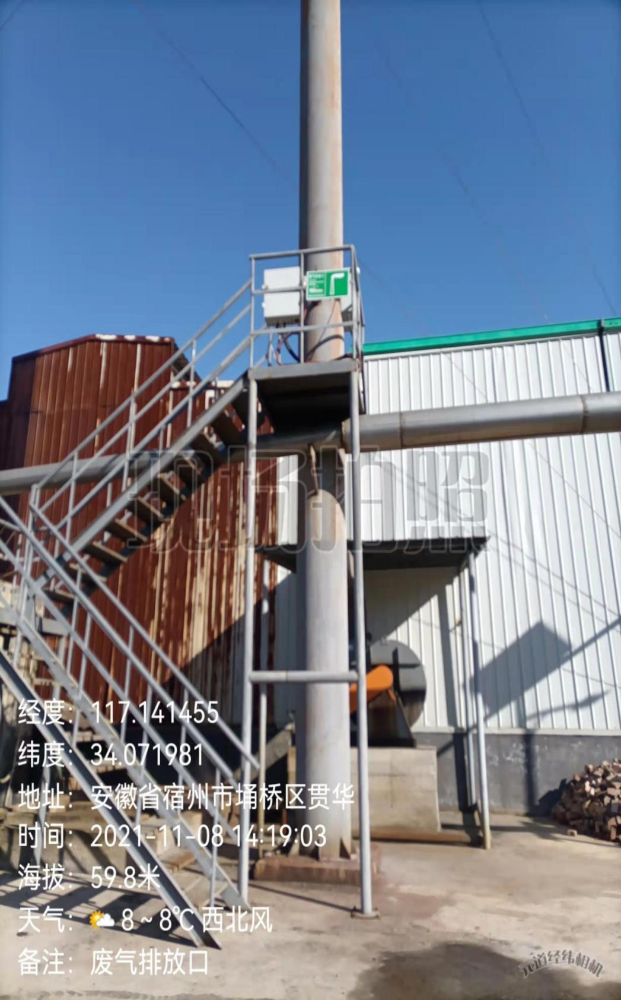 现场拍照
经度：117.141455
纬度：34.071981
地址：安徽省宿州市埇桥区贯华
时间：2021-11-08 14:19:03
海拔：59.8米
天气：8～8℃ 西北风
备注：废气排放口
元道经纬相机